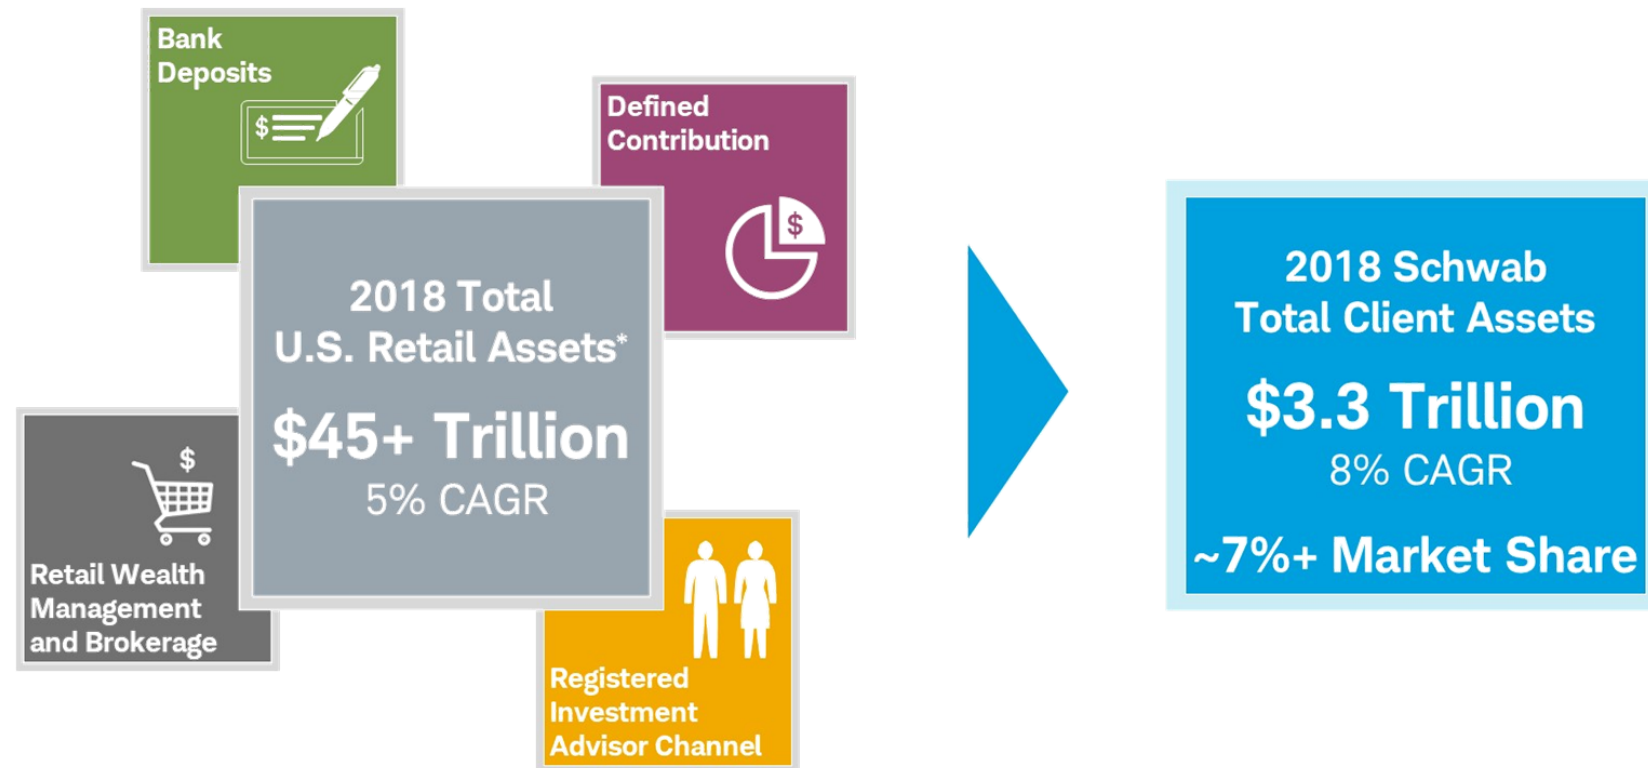 Bank
Deposits
$
Defined
Contribution
$
2018 Total
U.S. Retail Assets*
$45+ Trillion
5% CAGR
$
Retail Wealth
Management
and Brokerage
Registered
Investment
Advisor Channel
2018 Schwab
Total Client Assets
$3.3 Trillion
8% CAGR
~7%+ Market Share